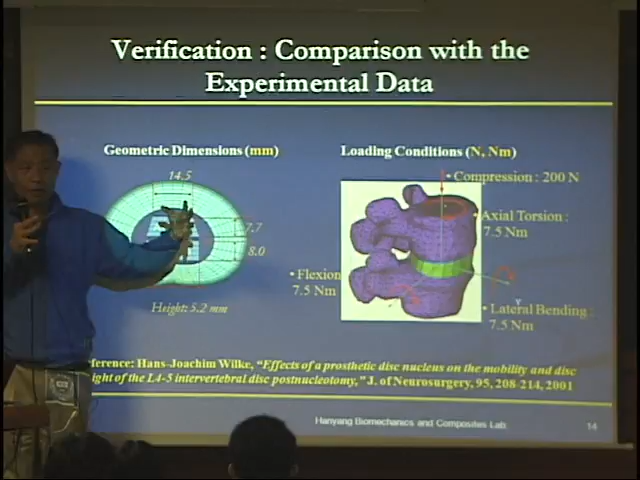 Verification : Comparison with the
Experimental Data
Geometric Dimensions (mm)
Loading Conditions (N, Nm)
14.5
7.7
8.0
Height: 5.2 mm
• Compression : 200 N
• Axial Torsion :
7.5 Nm
• Flexion
7.5 Nm
Y
• Lateral Bending :
7.5 Nm
ference: Hans-Joachim Wilke, “Effects of a prosthetic disc nucleus on the mobility and disc
ight of the L4-5 intervertebral disc postnucleotomy,” J. of Neurosurgery, 95, 208-214, 2001
Hanyang Biomechanics and Composites Lab.
14